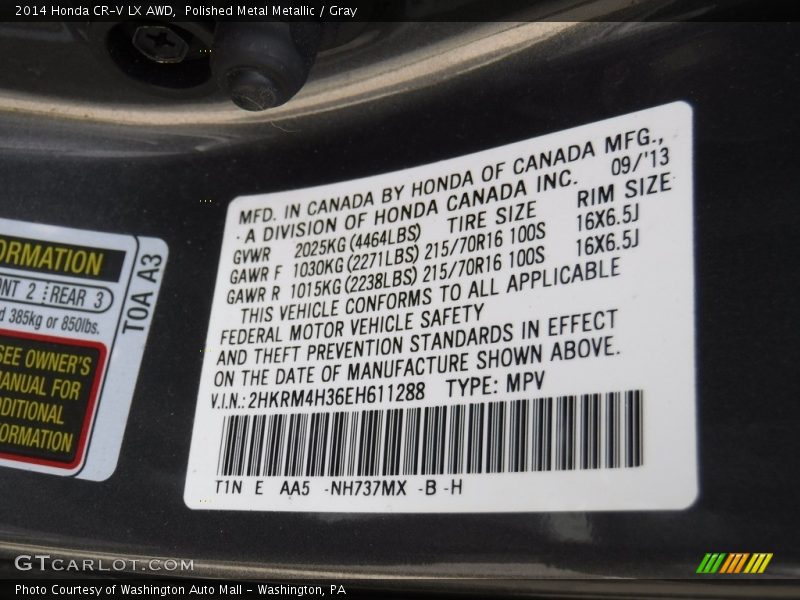 2014 Honda CR-V LX AWD, Polished Metal Metallic / Gray
MFD. IN CANADA BY HONDA OF CANADA MFG.,
· A DIVISION OF HONDA CANADA INC. 09/'13
GVWR 2025KG (4464LBS) TIRE SIZE RIM SIZE
GAWR F 1030KG (2271LBS) 215/70R16 100S 16X6.5J
GAWR R 1015KG (2238LBS) 215/70R16 100S 16X6.5J
THIS VEHICLE CONFORMS TO ALL APPLICABLE
FEDERAL MOTOR VEHICLE SAFETY
AND THEFT PREVENTION STANDARDS IN EFFECT
ON THE DATE OF MANUFACTURE SHOWN ABOVE.
V.I.N.: 2HKRM4H36EH611288 TYPE: MPV
T1N E AA5 -NH737MX -B -H
ORMATION
NT 2 REAR 3
d 385kg or 850lbs.
T0A A3
SEE OWNER'S
MANUAL FOR
DDITIONAL
FORMATION
GTCARLOT.COM
Photo Courtesy of Washington Auto Mall - Washington, PA